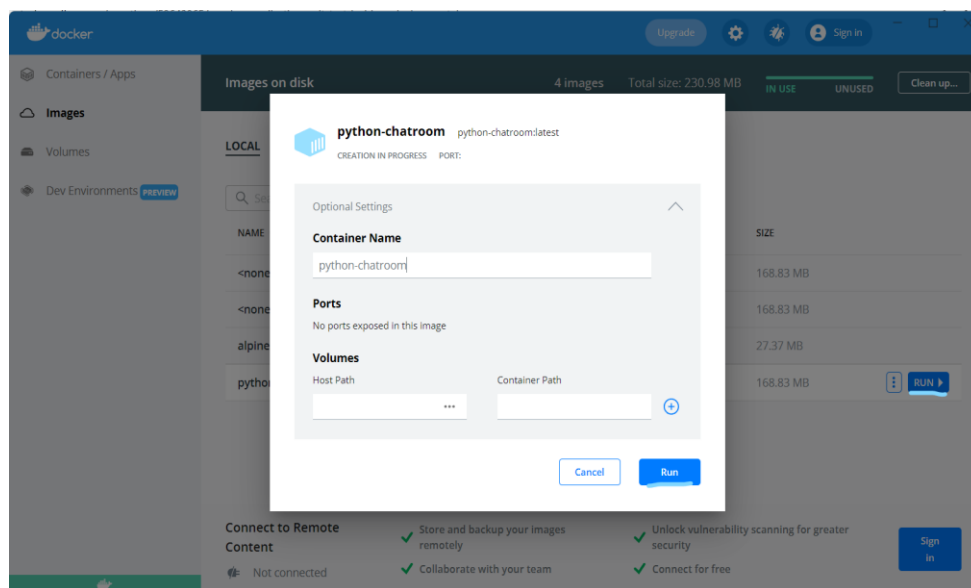 docker
Upgrade
Sign in
Containers / Apps
Images
Volumes
Dev Environments PREVIEW
Images on disk
4 images Total size: 230.98 MB
IN USE UNUSED
Clean up...
LOCAL
NAME
SIZE
<none
168.83 MB
<none
168.83 MB
alpine
27.37 MB
168.83 MB
RUN
python-chatroom python-chatroom:latest
CREATION IN PROGRESS PORT:
Optional Settings
Container Name
python-chatroom
Ports
No ports exposed in this image
Volumes
Host Path Container Path
...
Cancel Run
Connect to Remote
Content
Not connected
Store and backup your images
remotely
Collaborate with your team
Unlock vulnerability scanning for greater
security
Connect for free
Sign
in